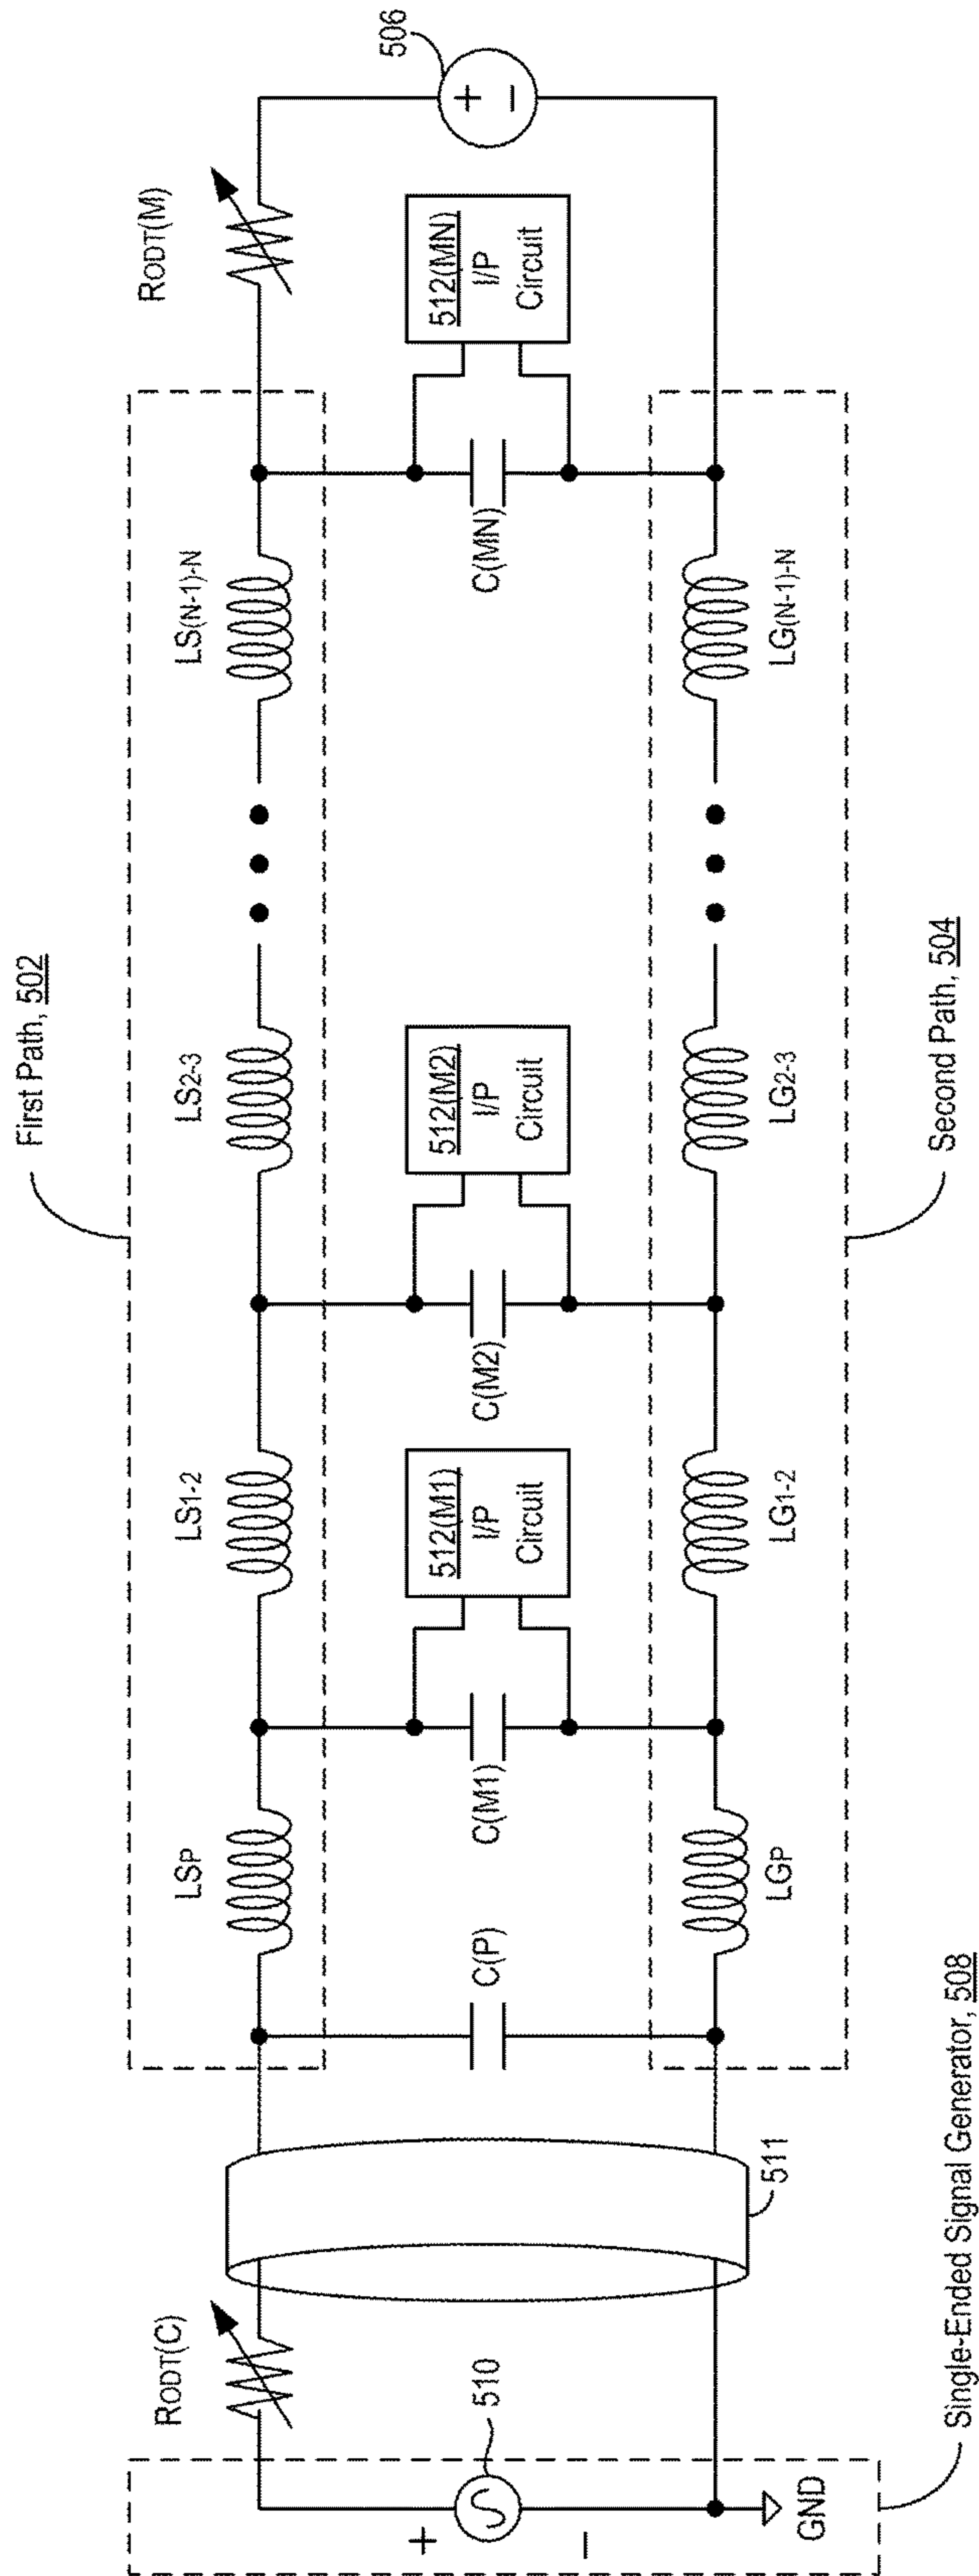 First Path, 502
RODT(C)
LSP
LS1-2
LS2-3
LS(N-1)-N
RODT(M)
506
+
–
510
+
–
GND
511
C(P)
C(M1)
512(M1)
I/P
Circuit
C(M2)
512(M2)
I/P
Circuit
C(MN)
512(MN)
I/P
Circuit
LGP
LG1-2
LG2-3
LG(N-1)-N
Single-Ended Signal Generator, 508
Second Path, 504